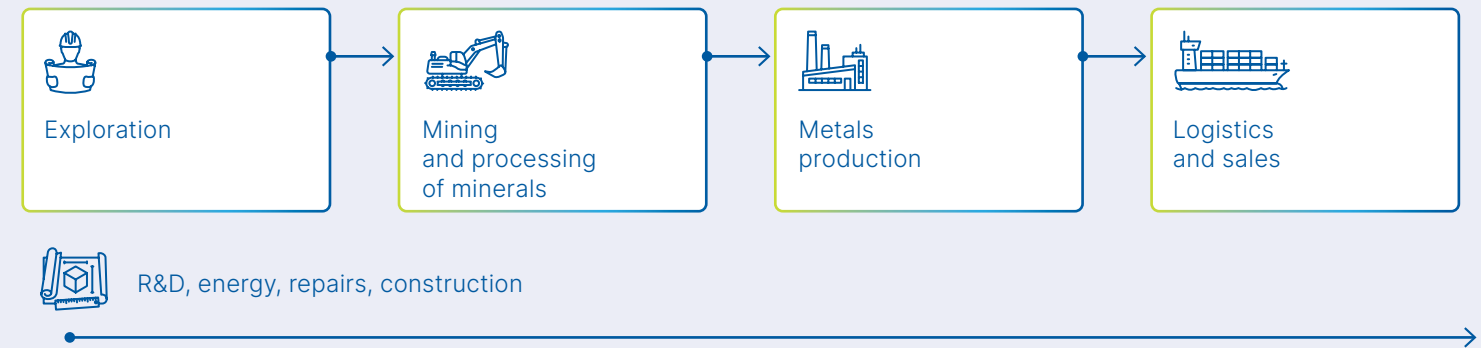 Exploration
Mining
and processing
of minerals
Metals
production
Logistics
and sales
R&D, energy, repairs, construction